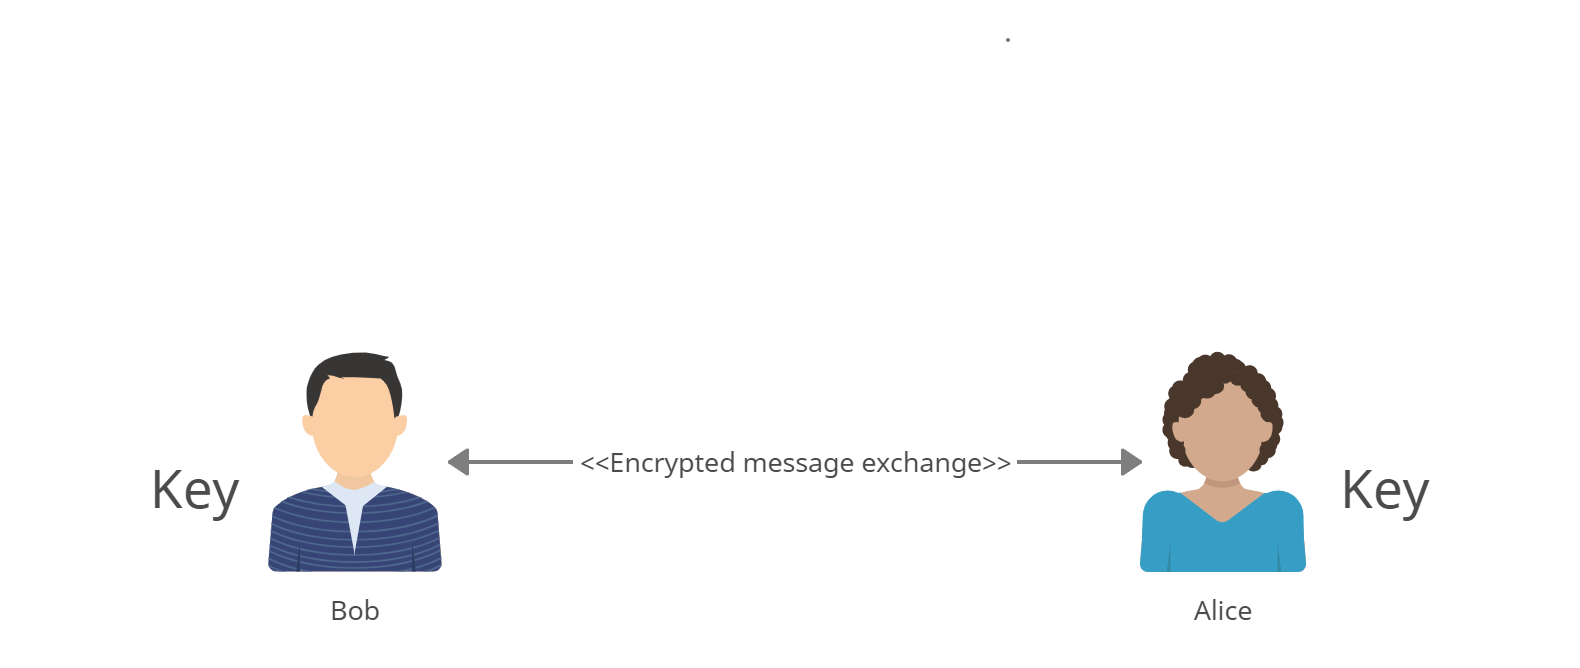 Key
<<Encrypted message exchange>>
Key
Bob
Alice